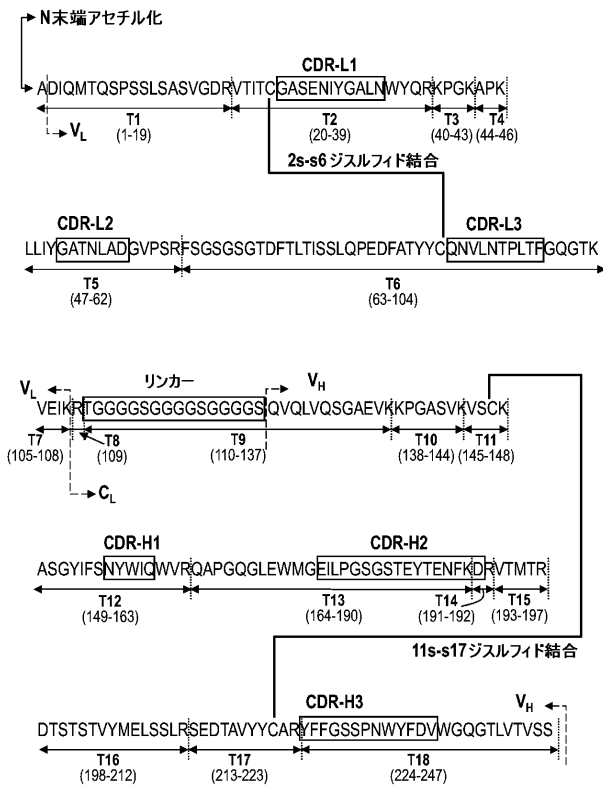 N末端アセチル化
CDR-L1
ADIQMTQSPSSLSASVGDRVTITCGASENIYGALNWYQRKPGKAPK
T1 T2 T3 T4
(1-19) (20-39) (40-43) (44-46)
VL
2s-s6 ジスルフィド結合
CDR-L2 CDR-L3
LLIYGATNLADGVPSRFSGSGSGTDFTLTISSLQPEDFATYYCQNVLNTPLTFGQGTK
T5 T6
(47-62) (63-104)
VL リンカー VH
VEIKRTGGGGSGGGGSGGGGSQVQLVQSGAEVKKPGASVKVSCK
T7 T8 T9 T10 T11
(105-108) (109) (110-137) (138-144) (145-148)
CL
CDR-H1 CDR-H2
ASGYIFSNYWIQWVRQAPGQGLEWMGEILPGSGSTEYTENFKDRVTMTR
T12 T13 T14 T15
(149-163) (164-190) (191-192) (193-197)
11s-s17 ジスルフィド結合
CDR-H3 VH
DTSTSTVYMELSSLRSEDTAVYYCARYFFGSSPNWYFDVWGQGTLVTVSS
T16 T17 T18
(198-212) (213-223) (224-247)